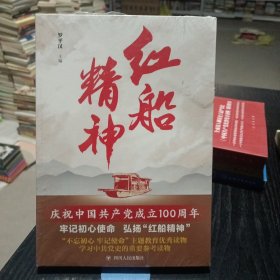 罗平汉 主编
红船
精神
庆祝中国共产党成立100周年
牢记初心使命 弘扬“红船精神”
“不忘初心 牢记使命”主题教育优秀读物
学习中共党史的重要参考读物
四川人民出版社